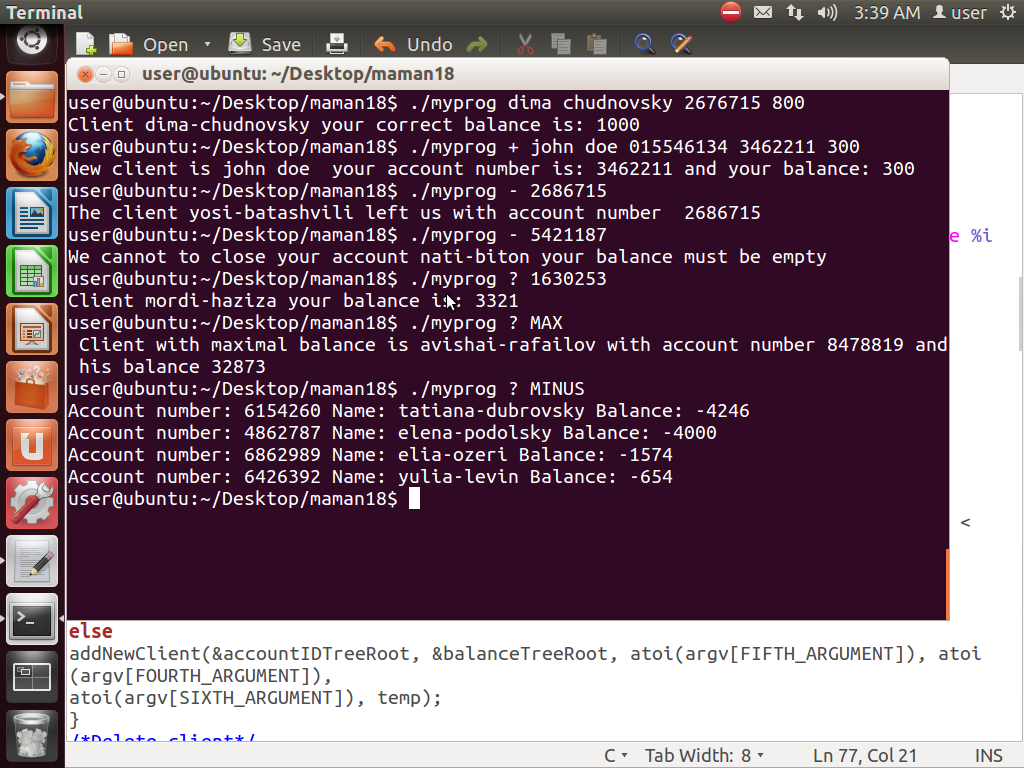 Terminal
3:39 AM
user
Open
Save
Undo
user@ubuntu: ~/Desktop/maman18
user@ubuntu:~/Desktop/maman18$ ./myprog dima chudnovsky 2676715 800
Client dima-chudnovsky your correct balance is: 1000
user@ubuntu:~/Desktop/maman18$ ./myprog + john doe 015546134 3462211 300
New client is john doe  your account number is: 3462211 and your balance: 300
user@ubuntu:~/Desktop/maman18$ ./myprog - 2686715
The client yosi-batashvili left us with account number  2686715
user@ubuntu:~/Desktop/maman18$ ./myprog - 5421187
We cannot to close your account nati-biton your balance must be empty
user@ubuntu:~/Desktop/maman18$ ./myprog ? 1630253
Client mordi-haziza your balance is: 3321
user@ubuntu:~/Desktop/maman18$ ./myprog ? MAX
 Client with maximal balance is avishai-rafailov with account number 8478819 and
 his balance 32873
user@ubuntu:~/Desktop/maman18$ ./myprog ? MINUS
Account number: 6154260 Name: tatiana-dubrovsky Balance: -4246
Account number: 4862787 Name: elena-podolsky Balance: -4000
Account number: 6862989 Name: elia-ozeri Balance: -1574
Account number: 6426392 Name: yulia-levin Balance: -654
user@ubuntu:~/Desktop/maman18$
e %i
<
else
addNewClient(&accountIDTreeRoot, &balanceTreeRoot, atoi(argv[FIFTH_ARGUMENT]), atoi
(argv[FOURTH_ARGUMENT]),
atoi(argv[SIXTH_ARGUMENT]), temp);
}
/*Delete client*/
C
Tab Width: 8
Ln 77, Col 21
INS